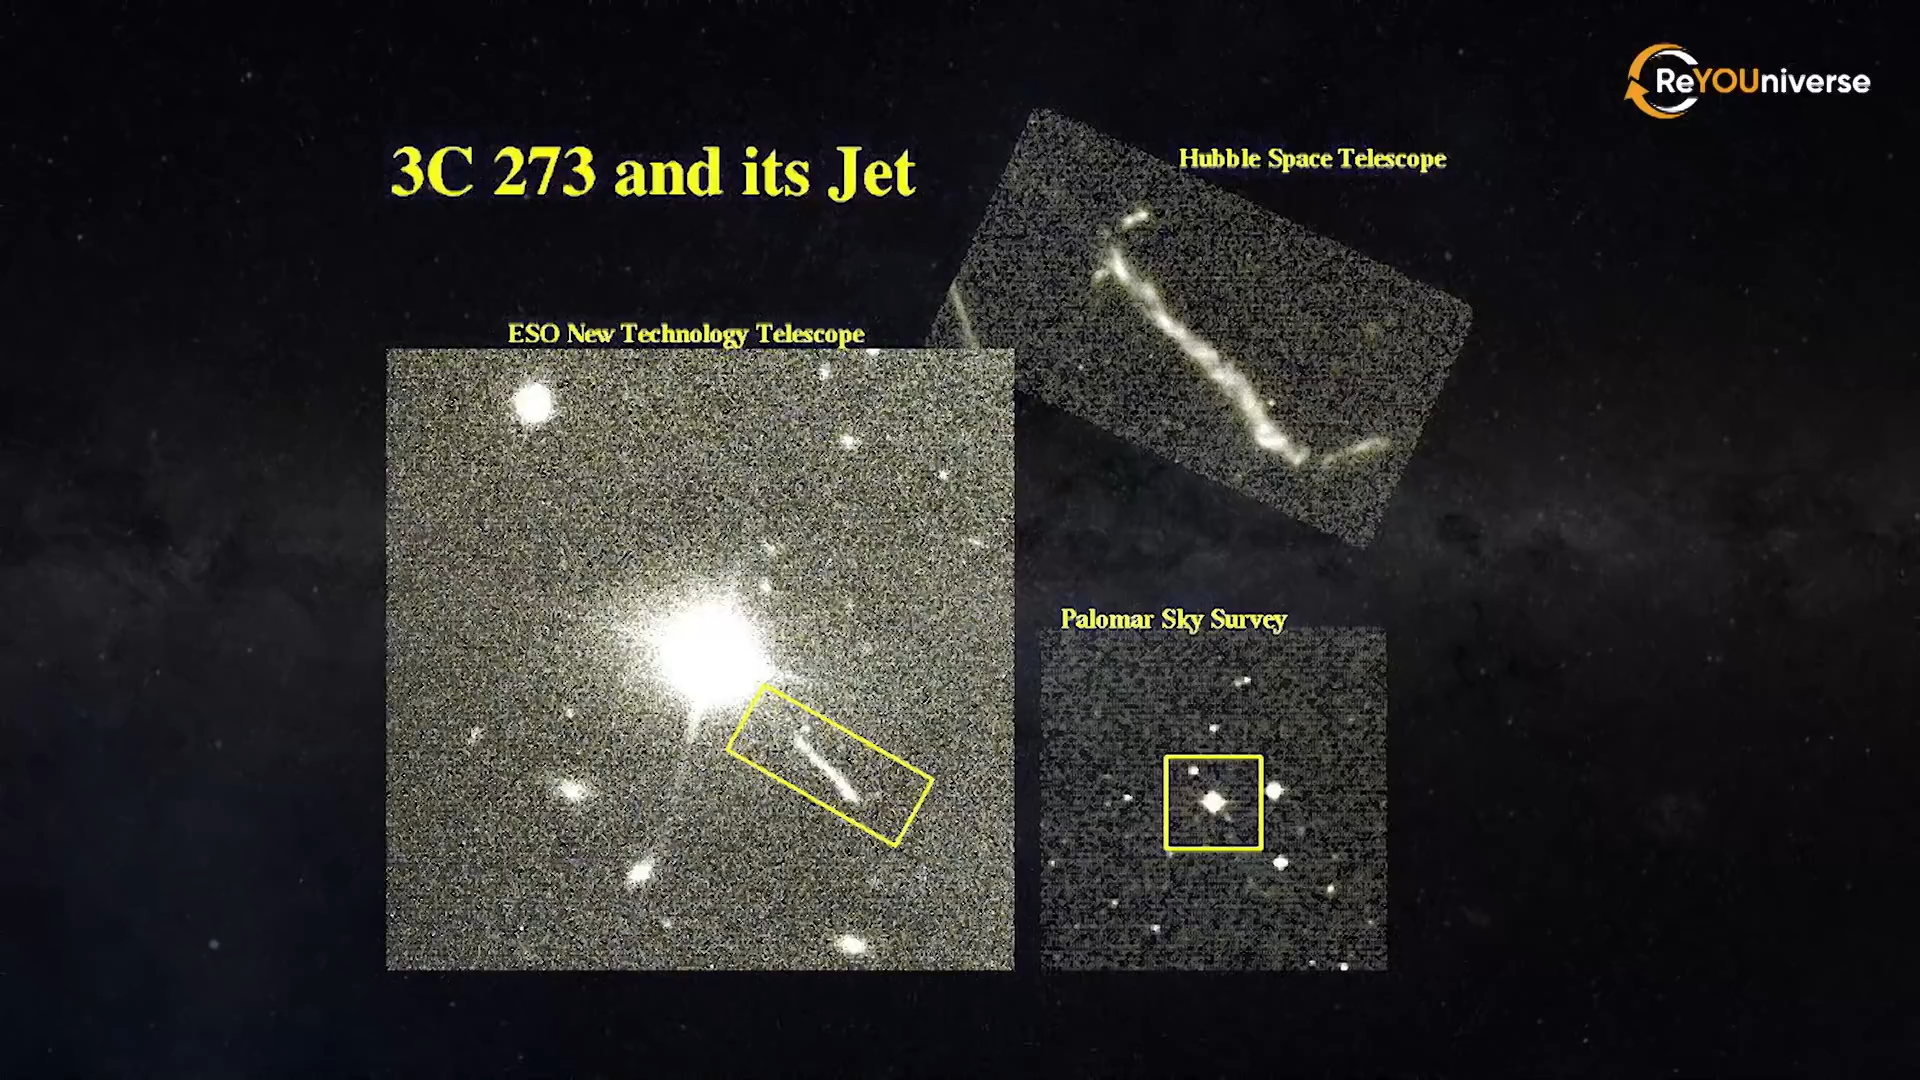 ReYOUniverse
3C 273 and its Jet
Hubble Space Telescope
ESO New Technology Telescope
Palomar Sky Survey